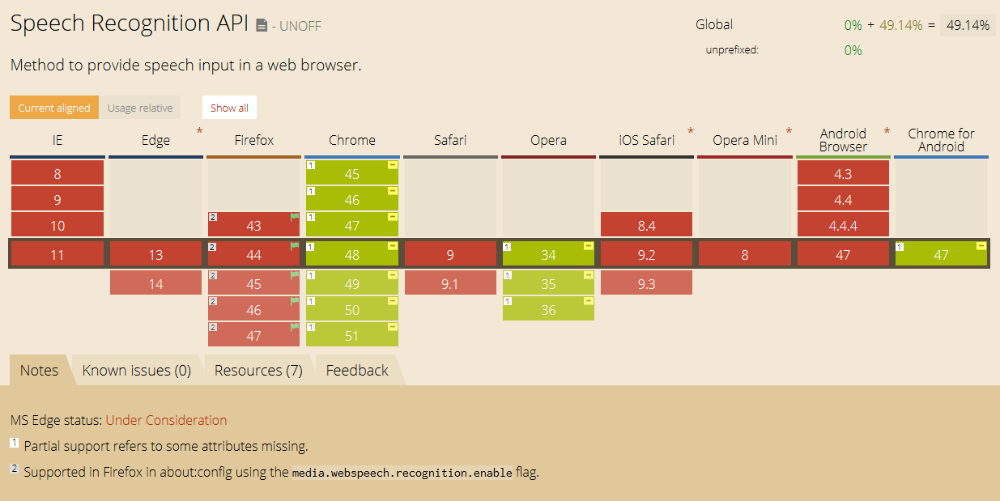 Speech Recognition API - UNOFF
Global 0% + 49.14% = 49.14%
unprefixed: 0%
Method to provide speech input in a web browser.
Current aligned Usage relative Show all
IE Edge * Firefox Chrome Safari Opera iOS Safari * Opera Mini * Android Browser * Chrome for Android
8 1 45 4.3
9 1 46 4.4
10 2 43 1 47 8.4 4.4.4
11 13 2 44 1 48 9 1 34 9.2 8 47 1 47
14 2 45 1 49 9.1 1 35 9.3
2 46 1 50 1 36
2 47 1 51
Notes Known issues (0) Resources (7) Feedback
MS Edge status: Under Consideration
1 Partial support refers to some attributes missing.
2 Supported in Firefox in about:config using the media.webspeech.recognition.enable flag.